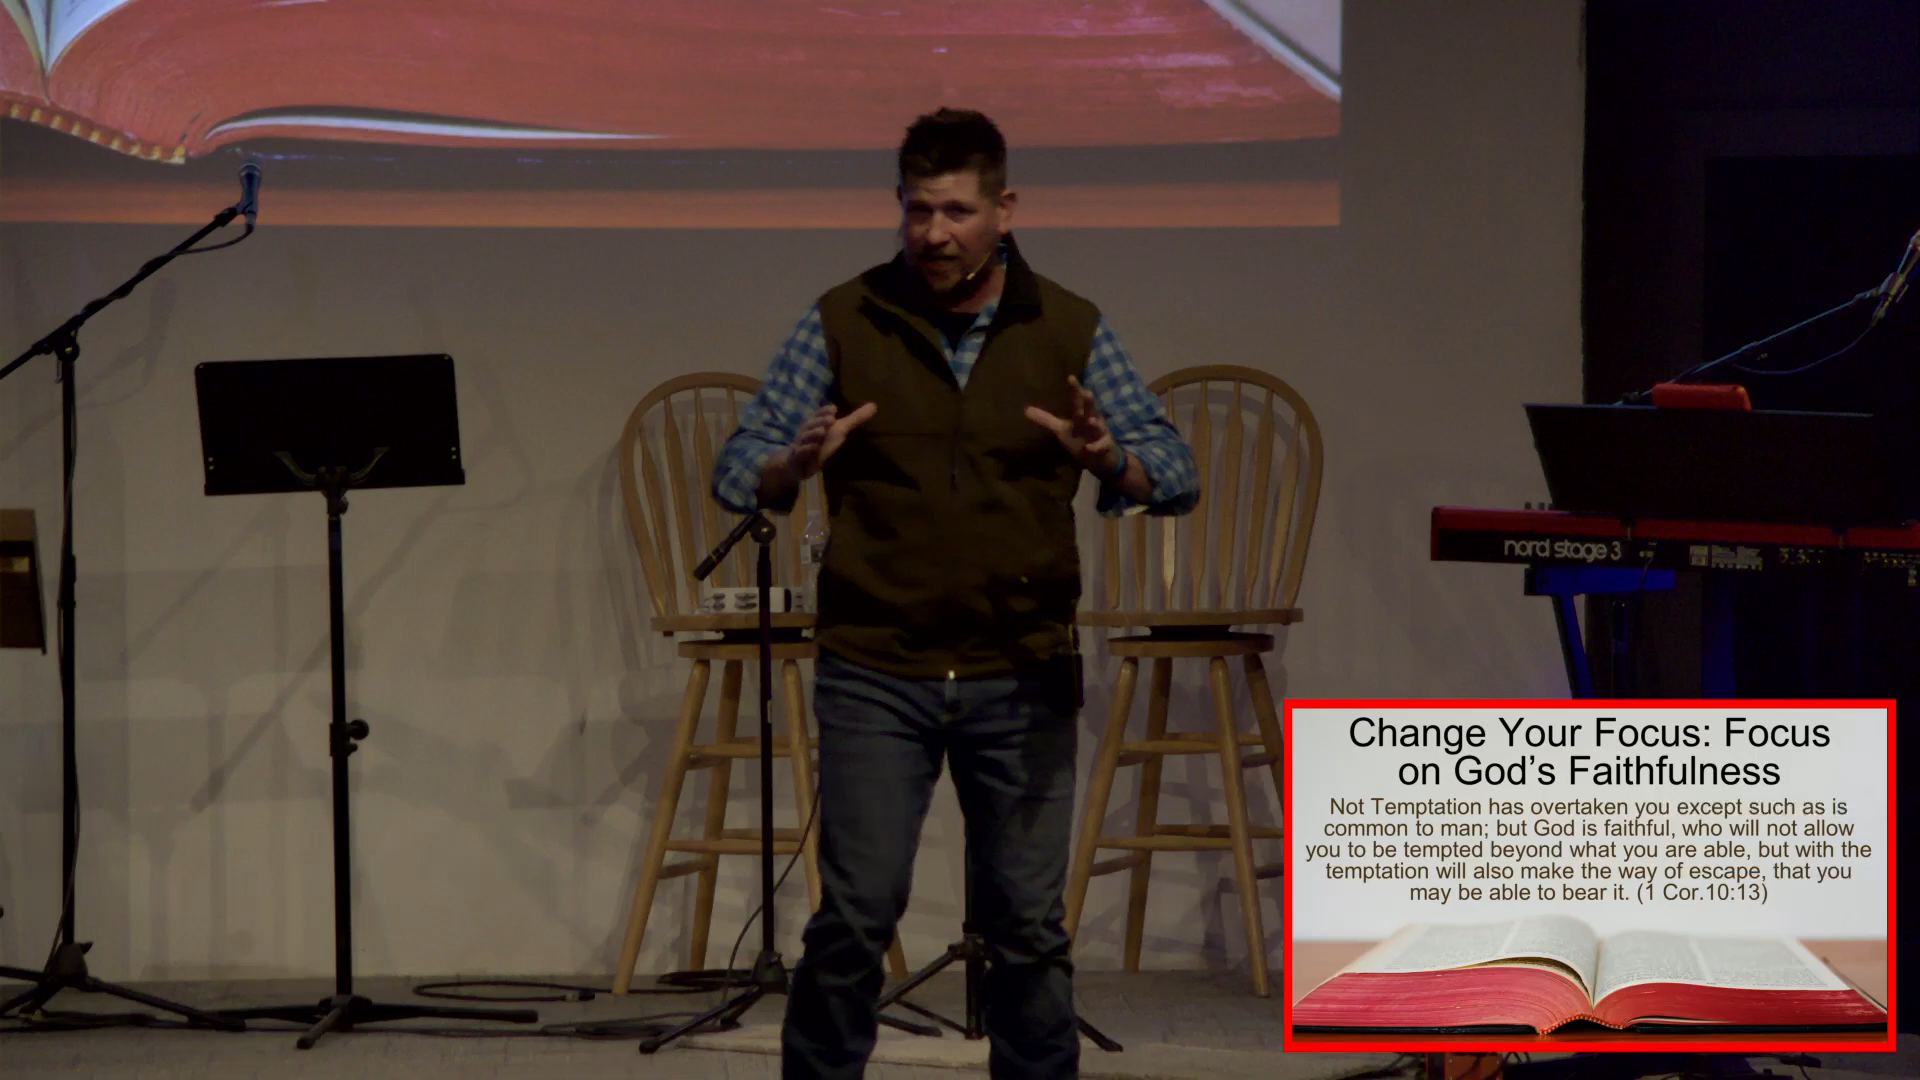 nord stage 3
Change Your Focus: Focus
on God's Faithfulness
Not Temptation has overtaken you except such as is
common to man; but God is faithful, who will not allow
you to be tempted beyond what you are able, but with the
temptation will also make the way of escape, that you
may be able to bear it. (1 Cor.10:13)